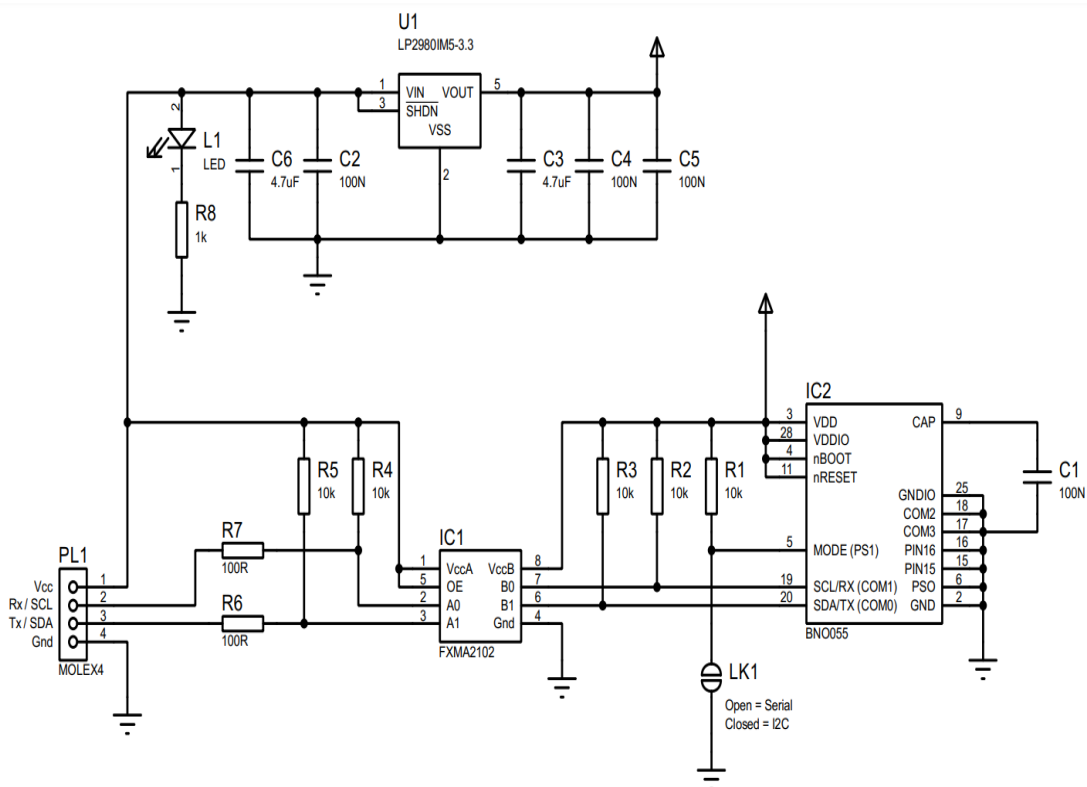 U1
LP2980IM5-3.3
1 VIN VOUT 5
3 SHDN
VSS
2
2
L1
LED
1
C6
4.7uF
C2
100N
C3
4.7uF
C4
100N
C5
100N
R8
1k
IC2
3 VDD CAP 9
28 VDDIO
4 nBOOT
11 nRESET
C1
100N
GNDIO 25
COM2 18
COM3 17
5 MODE (PS1) PIN16 16
PIN15 15
19 SCL/RX (COM1) PSO 6
20 SDA/TX (COM0) GND 2
BNO055
R5
10k
R4
10k
R3
10k
R2
10k
R1
10k
R7
100R
R6
100R
IC1
1 VccA VccB 8
5 OE B0 7
2 A0 B1 6
3 A1 Gnd 4
FXMA2102
PL1
Vcc 1
Rx / SCL 2
Tx / SDA 3
Gnd 4
MOLEX4
LK1
Open = Serial
Closed = I2C